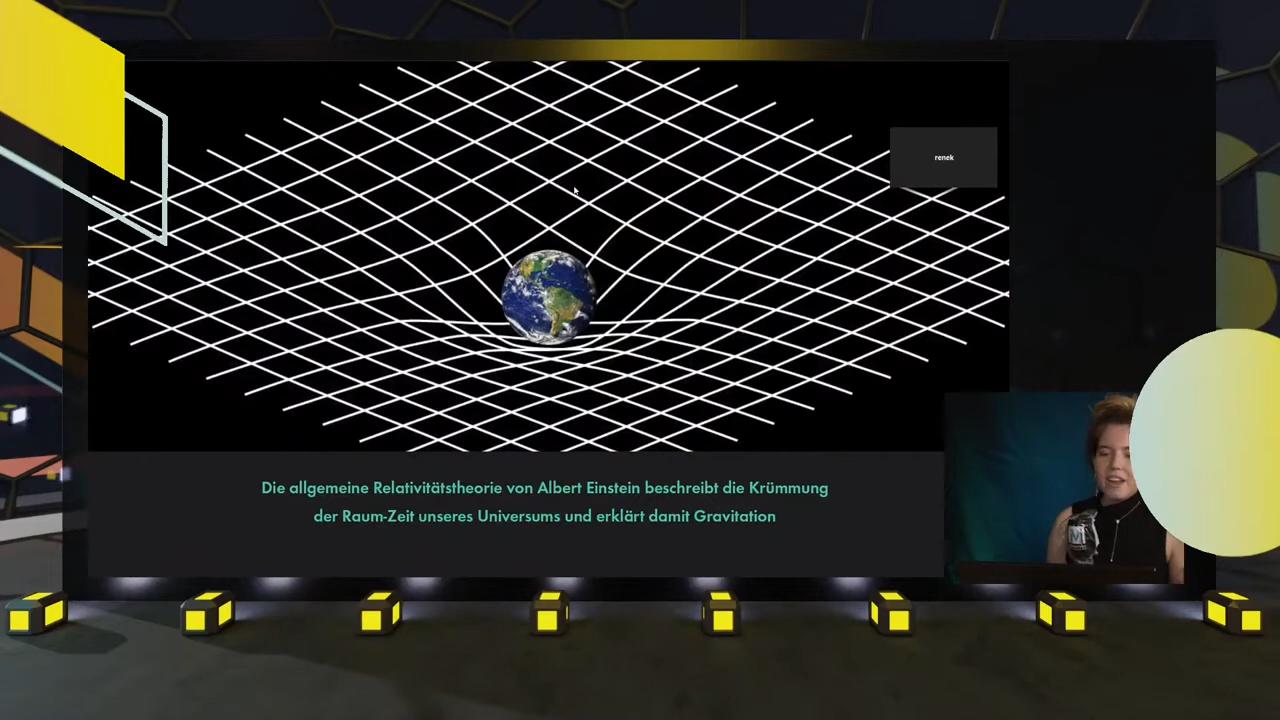 renek
Die allgemeine Relativitätstheorie von Albert Einstein beschreibt die Krümmung
der Raum-Zeit unseres Universums und erklärt damit Gravitation